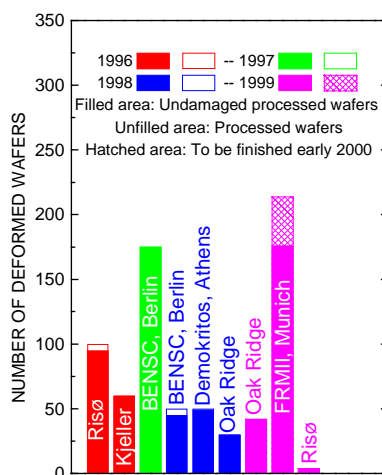 NUMBER OF DEFORMED WAFERS
350
300
250
200
150
100
50
0
1996 -- 1997
1998 -- 1999
Filled area: Undamaged processed wafers
Unfilled area: Processed wafers
Hatched area: To be finished early 2000
Risø
Kjeller
BENSC, Berlin
BENSC, Berlin
Demokritos, Athens
Oak Ridge
Oak Ridge
FRMII, Munich
Risø